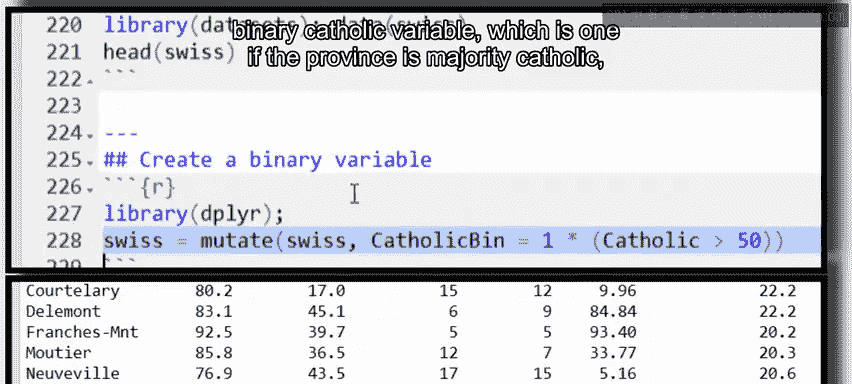 binary catholic variable, which is one
if the province is majority catholic,
220 library(
221 head(swiss)
222 ```
223
224 ---
225 ## Create a binary variable
226 ```{r}
227 library(dplyr);
228 swiss = mutate(swiss, CatholicBin = 1 * (Catholic > 50))
229 ```
Courtelary 80.2 17.0 15 12 9.96 22.2
Delemont 83.1 45.1 6 9 84.84 22.2
Franches-Mnt 92.5 39.7 5 5 93.40 20.2
Moutier 85.8 36.5 12 7 33.77 20.3
Neuveville 76.9 43.5 17 15 5.16 20.6